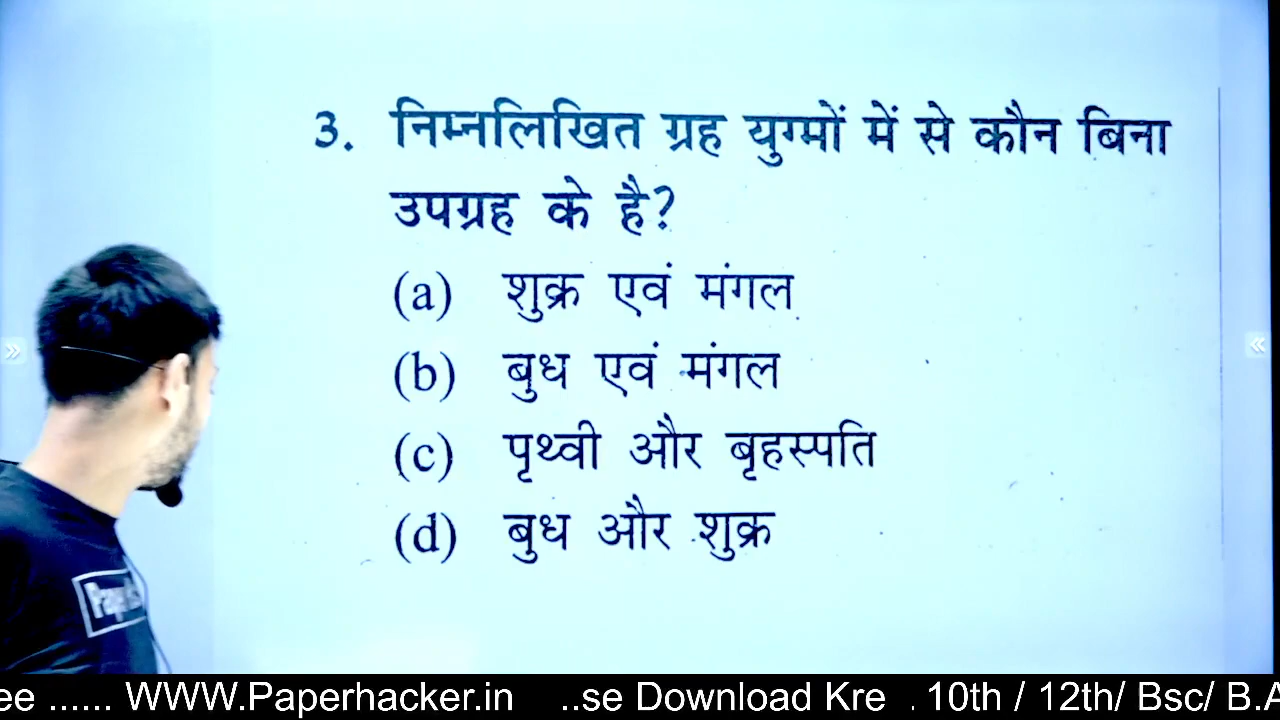 3. निम्नलिखित ग्रह युग्मों में से कौन बिना
उपग्रह के है?
(a) शुक्र एवं मंगल
(b) बुध एवं मंगल
(c) पृथ्वी और बृहस्पति
(d) बुध और शुक्र
ee ...... WWW.Paperhacker.in ..se Download Kre . 10th / 12th/ Bsc/ B.A